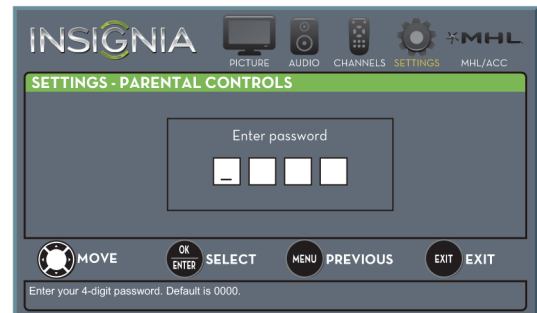 INSIGNIA
MHL
PICTURE AUDIO CHANNELS SETTINGS MHL/ACC
SETTINGS - PARENTAL CONTROLS
Enter password
_
MOVE OK ENTER SELECT MENU PREVIOUS EXIT EXIT
Enter your 4-digit password. Default is 0000.